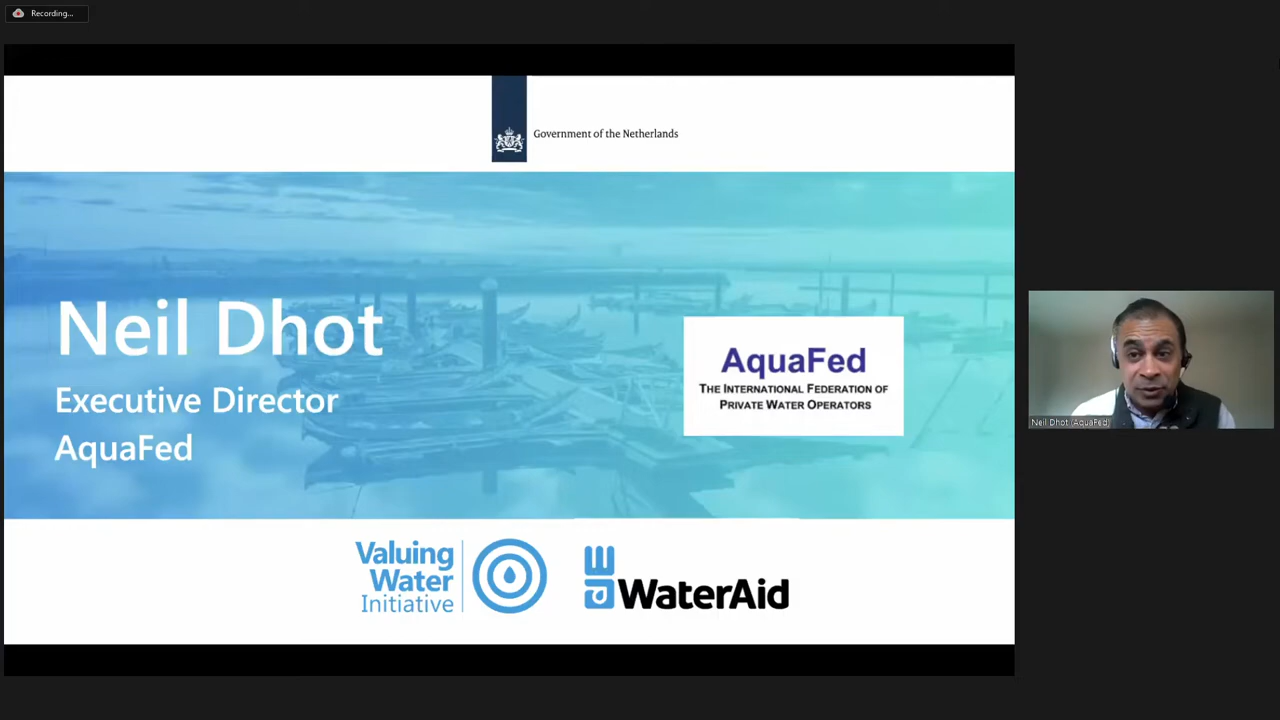 Recording...
Government of the Netherlands
Neil Dhot
Executive Director
AquaFed
AquaFed
THE INTERNATIONAL FEDERATION OF
PRIVATE WATER OPERATORS
Neil Dhot (AquaFed)
Valuing
Water
Initiative
WaterAid